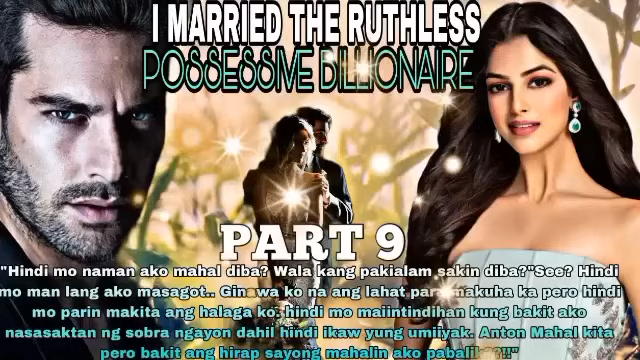 I MARRIED THE RUTHLESS
POSSESSIVE BILLIONAIRE
PART 9
"Hindi mo naman ako mahal diba? Wala kang pakialam sakin diba?"See? Hindi
mo man lang ako masagot.. Ginawa ko na ang lahat para makuha ka pero hindi
mo parin makita ang halaga ko. hindi mo maiintindihan kung bakit ako
nasasaktan ng sobra ngayon dahil hindi ikaw yung umiiyak. Anton Mahal kita
pero bakit ang hirap sayong mahalin ako